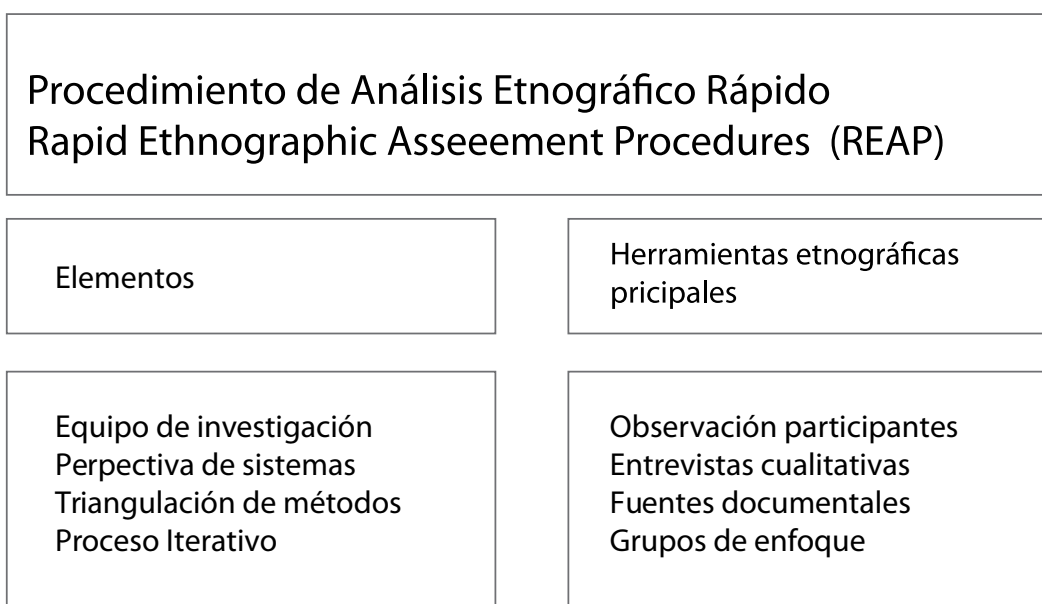 Procedimiento de Análisis Etnográfico Rápido
Rapid Ethnographic Asseeement Procedures (REAP)
Elementos
Herramientas etnográficas
pricipales
Equipo de investigación
Perpectiva de sistemas
Triangulación de métodos
Proceso Iterativo
Observación participantes
Entrevistas cualitativas
Fuentes documentales
Grupos de enfoque